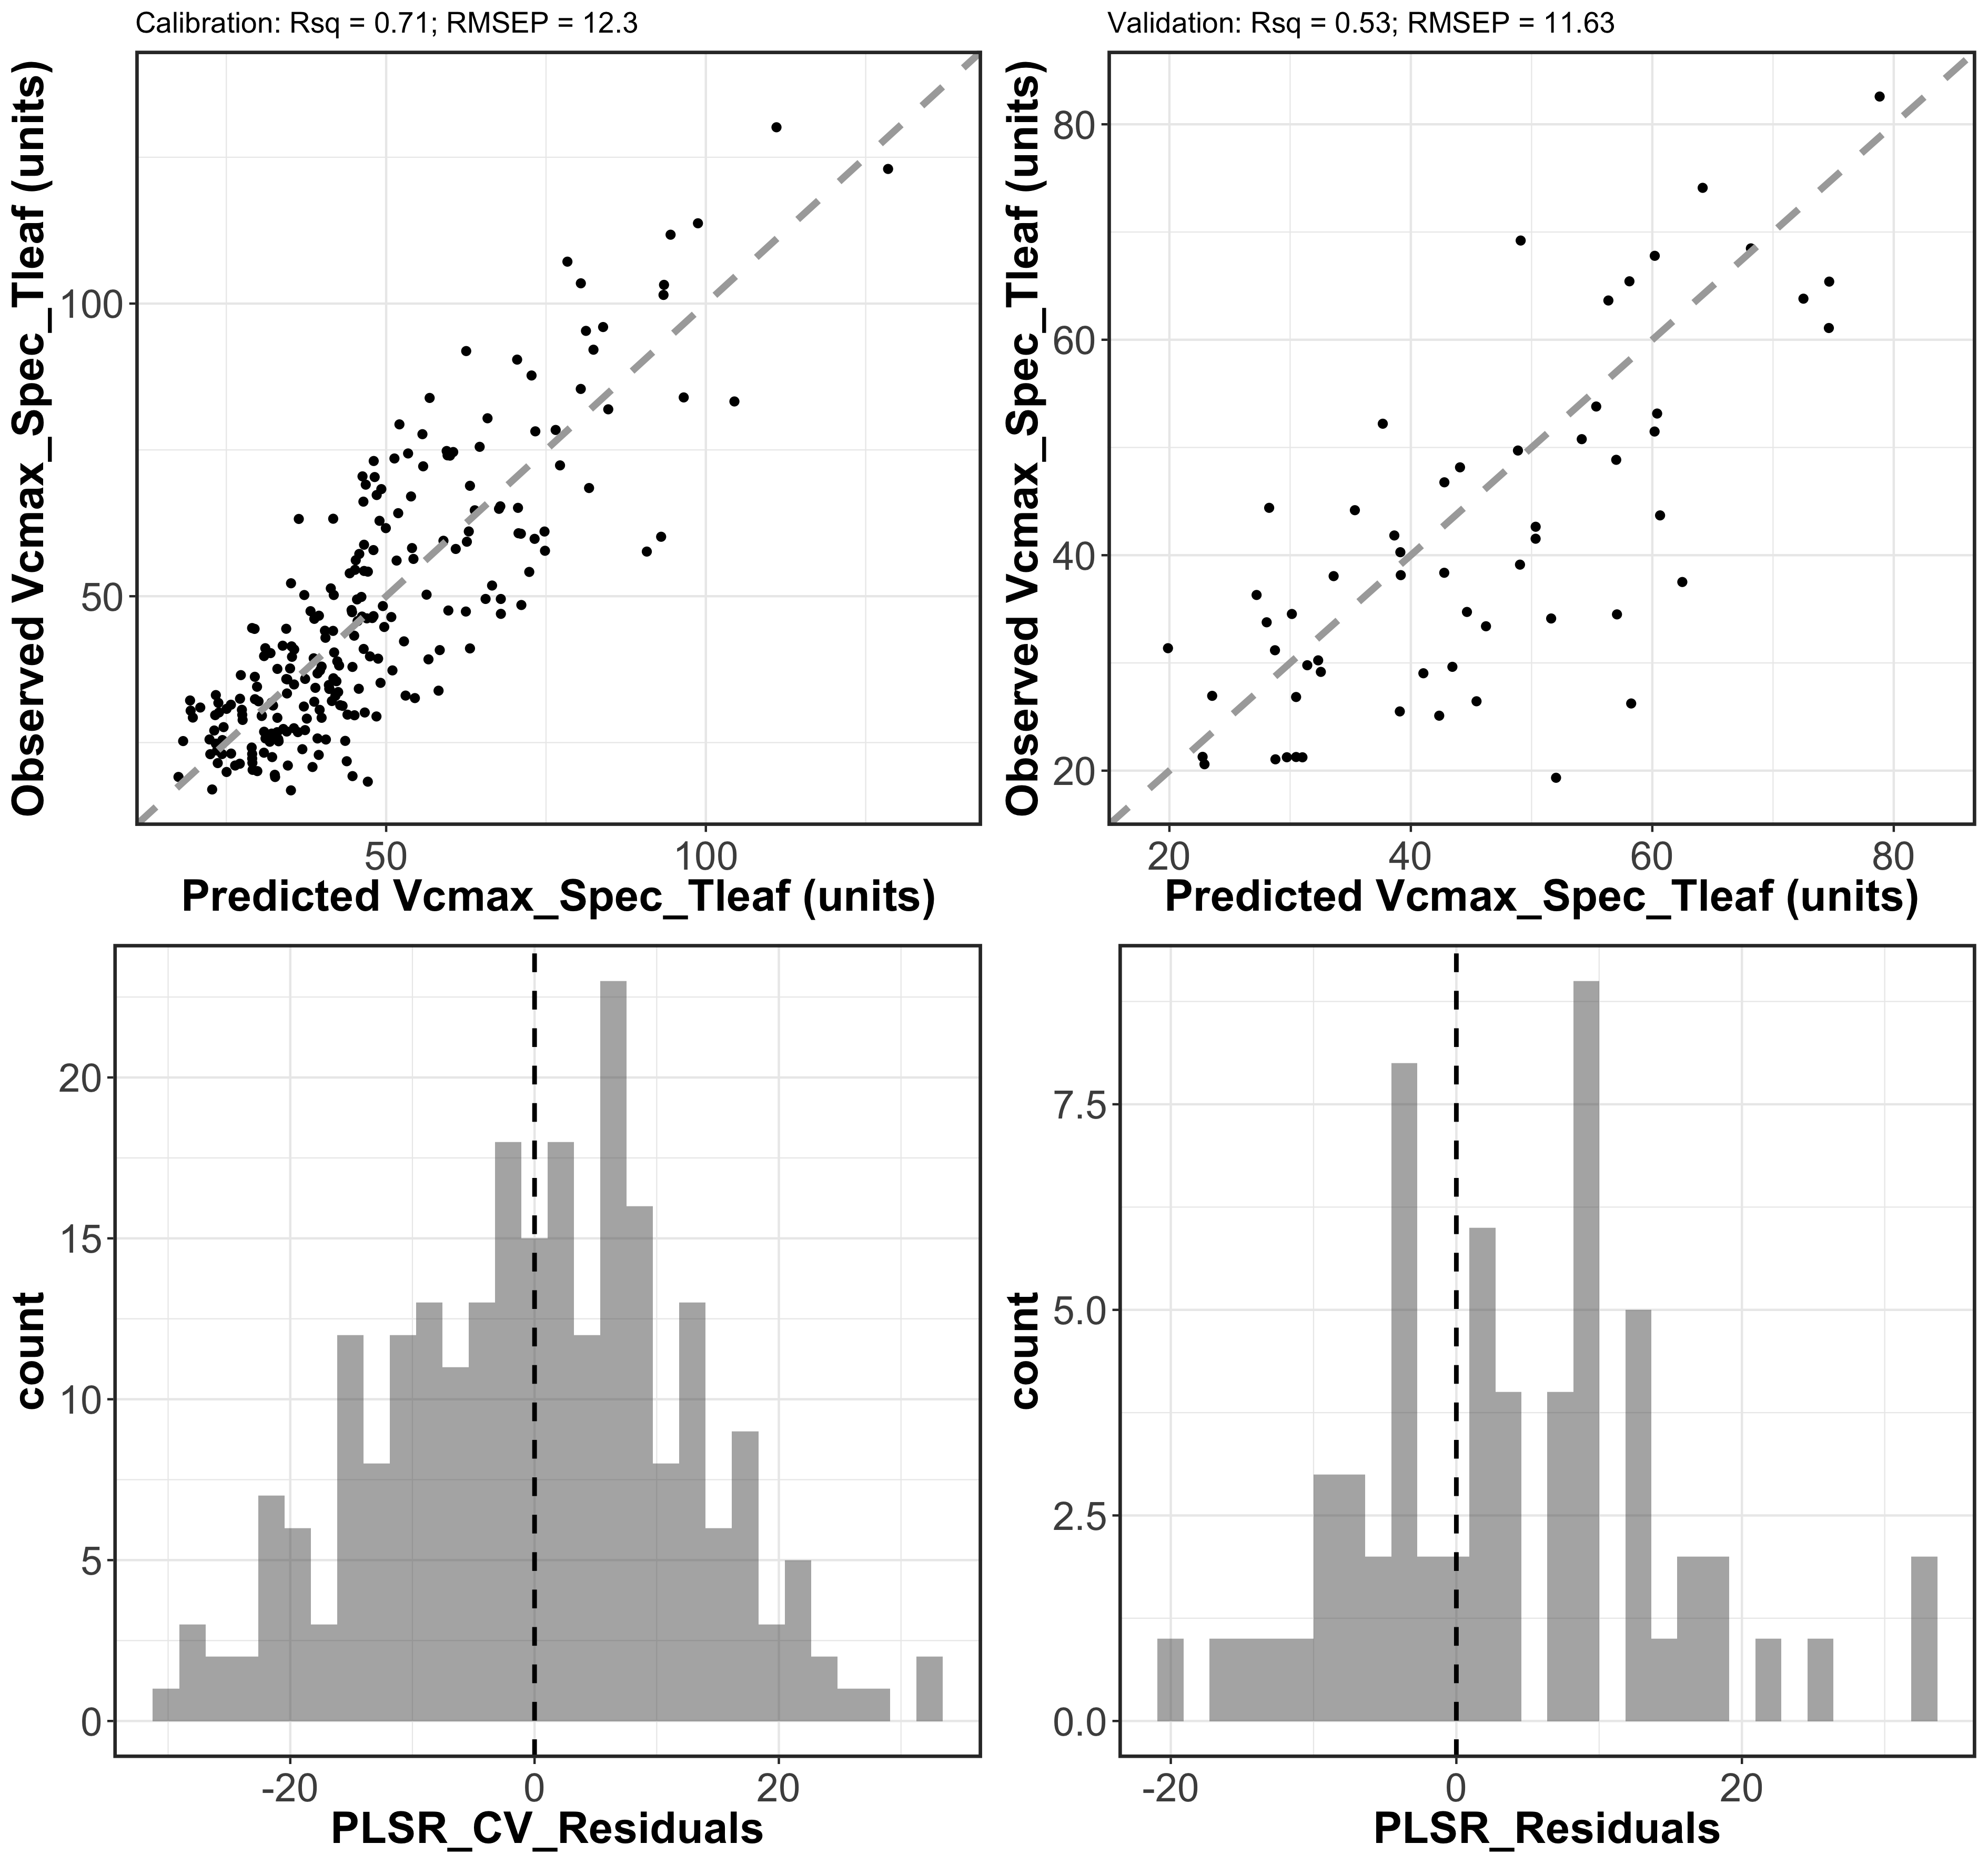 Calibration: Rsq = 0.71; RMSEP = 12.3
Observed Vcmax_Spec_Tleaf (units)
100
50
50
100
Predicted Vcmax_Spec_Tleaf (units)
Validation: Rsq = 0.53; RMSEP = 11.63
Observed Vcmax_Spec_Tleaf (units)
80
60
40
20
20
40
60
80
Predicted Vcmax_Spec_Tleaf (units)
count
20
15
10
5
0
-20
0
20
PLSR_CV_Residuals
count
7.5
5.0
2.5
0.0
-20
0
20
PLSR_Residuals